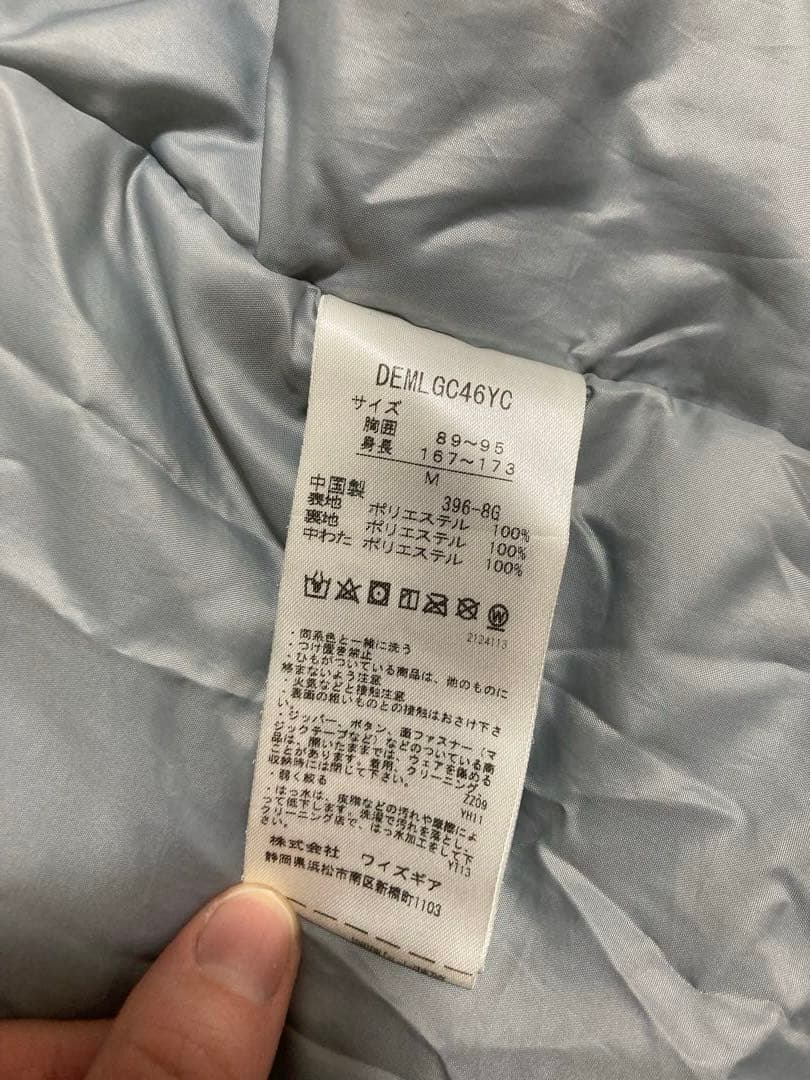 DEMLGC46YC
サイズ
胸囲 89～95
身長 167～173
M
中国製 396-8G
表地 ポリエステル 100%
裏地 ポリエステル 100%
中わた ポリエステル 100%
2124113
・同系色と一緒に洗う
・つけ置き禁止
・ひもがついている商品は、他のものに
絡まないよう注意
・火気などと接触注意
・表面の粗いものとの接触はおさけ下さ
い。
・ジッパー、ボタン、面ファスナー（マ
ジックテープなど）などのついている商
品は、開いたままでは、ウェアを傷める
ことがあります。着用、クリーニング、
収納時には閉じて下さい。 ZZ09
・弱く絞る YH11
・はっ水は、皮膜などの汚れや摩擦によ
って低下します。洗濯で汚れを落とし、
クリーニング店で、はっ水加工をして下
さい。 Y113
株式会社 ワイズギア
静岡県浜松市南区新橋町1103